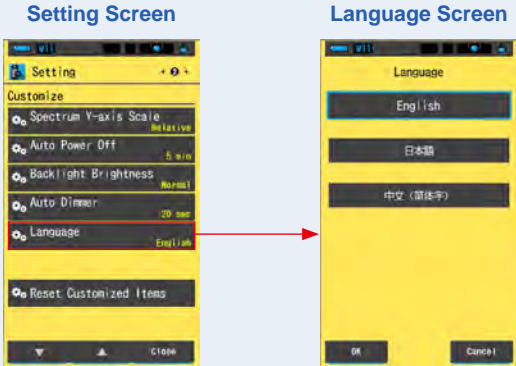 Setting Screen
Language Screen
Setting
Customize
Spectrum Y-axis Scale
Relative
Auto Power Off
5 min
Backlight Brightness
Normal
Auto Dimmer
20 sec
Language
English
Reset Customized Items
▼ ▲ Close
Language
English
日本語
中文（简体字）
OK Cancel